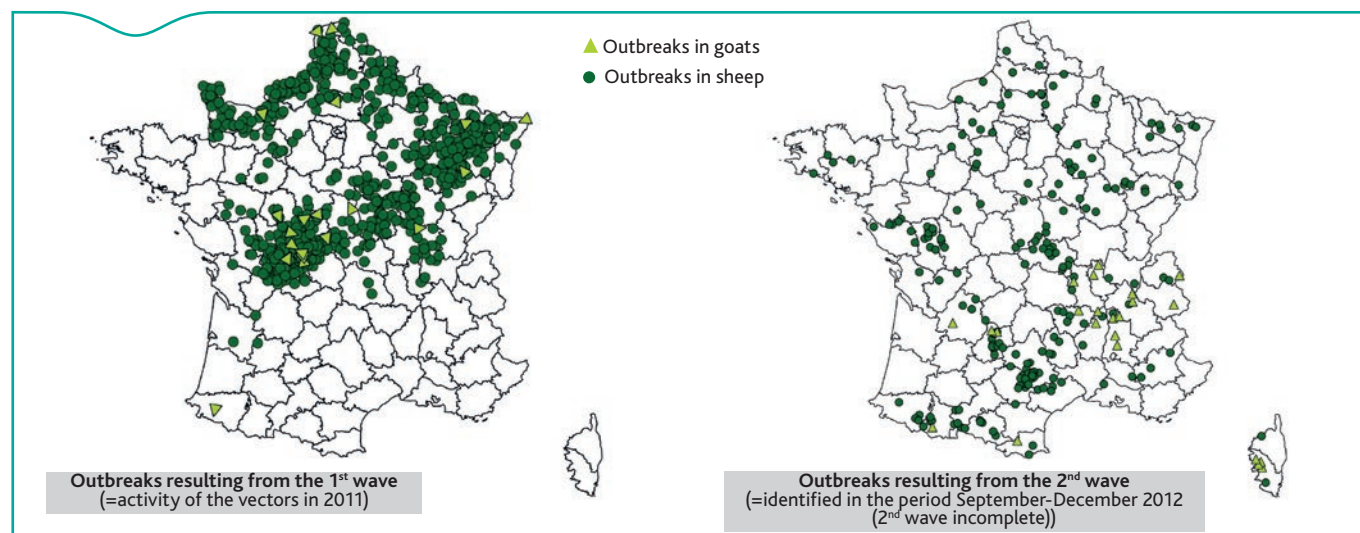 Outbreaks in goats
Outbreaks in sheep
Outbreaks resulting from the 1st wave
(=activity of the vectors in 2011)
Outbreaks resulting from the 2nd wave
(=identified in the period September-December 2012
(2nd wave incomplete))